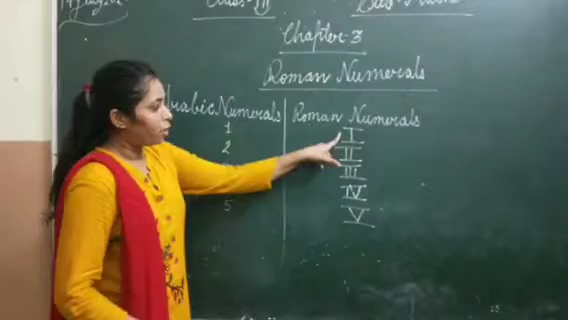 Chapter-3
Roman Numerals
Arabic Numerals Roman Numerals
1 I
2 II
III
IV
5 V